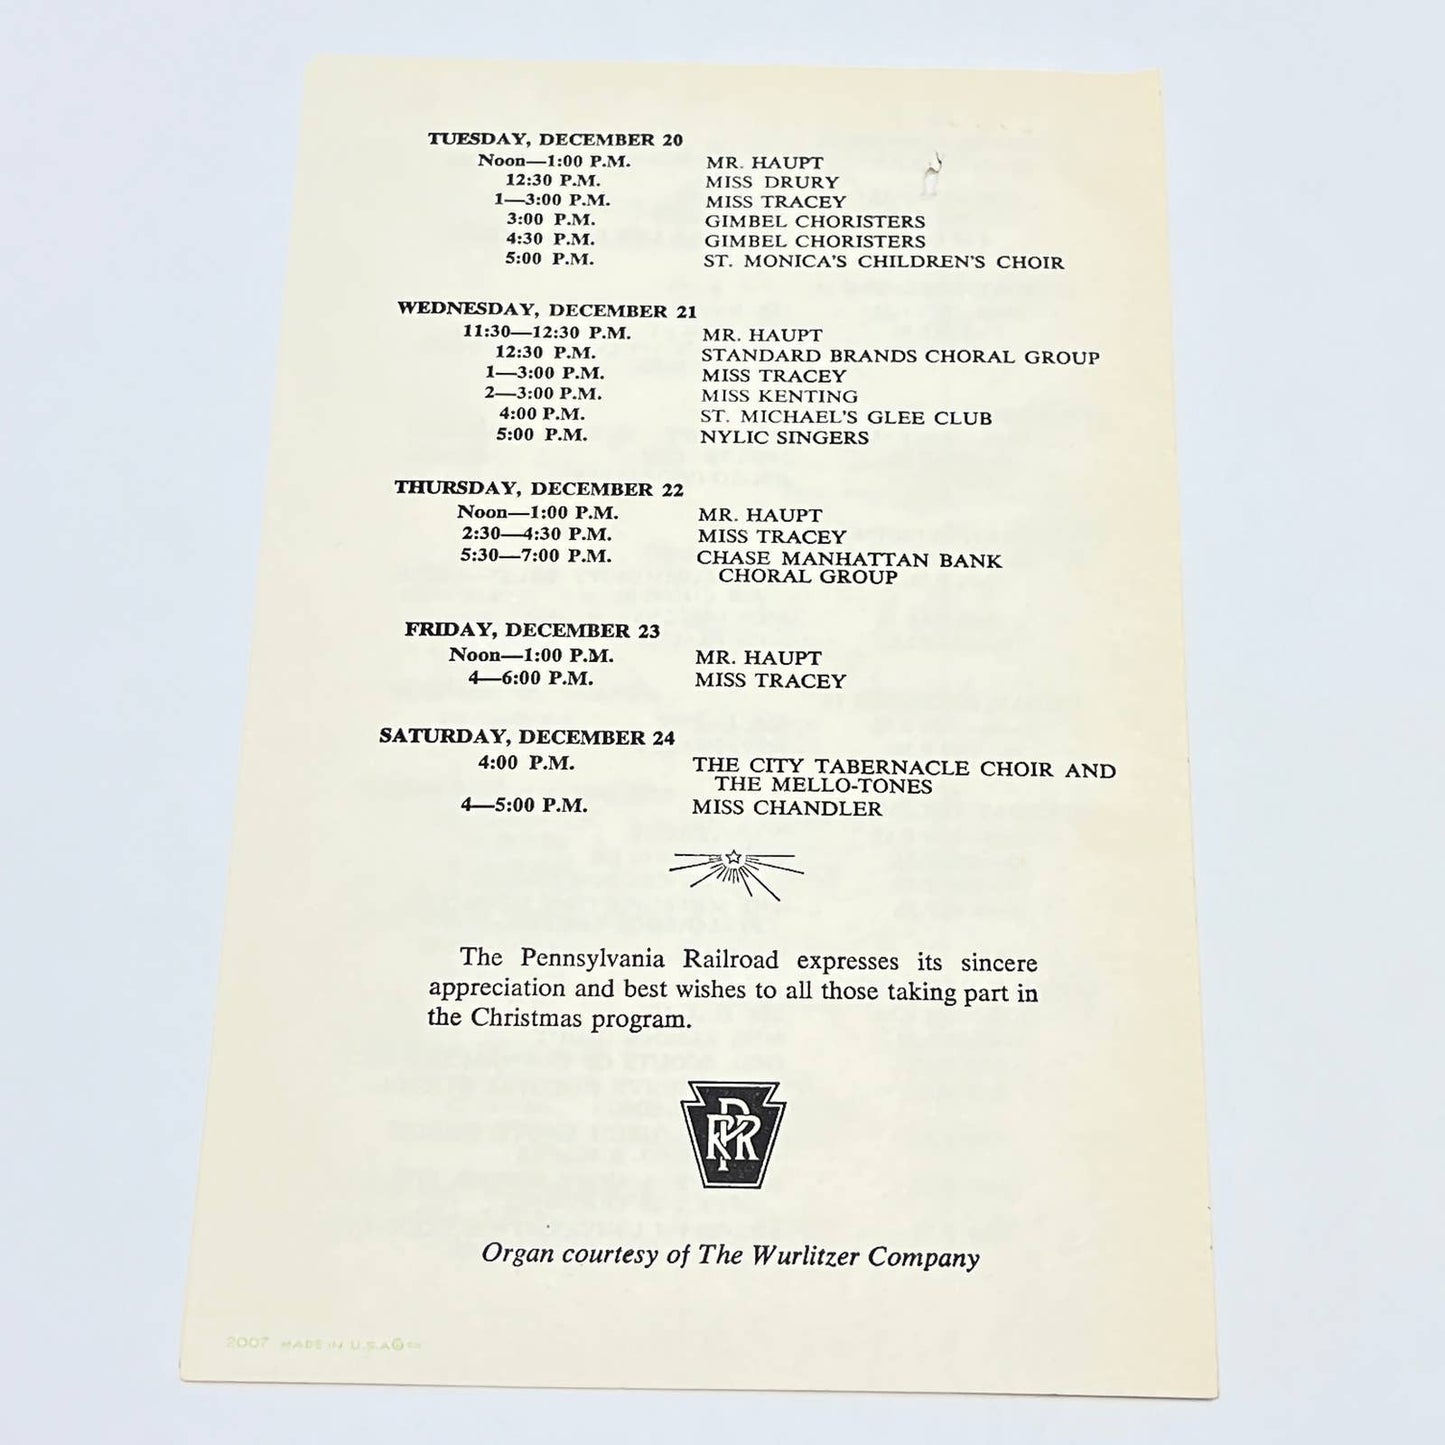 TUESDAY, DECEMBER 20
Noon—1:00 P.M. MR. HAUPT
12:30 P.M. MISS DRURY
1—3:00 P.M. MISS TRACEY
3:00 P.M. GIMBEL CHORISTERS
4:30 P.M. GIMBEL CHORISTERS
5:00 P.M. ST. MONICA'S CHILDREN'S CHOIR
WEDNESDAY, DECEMBER 21
11:30—12:30 P.M. MR. HAUPT
12:30 P.M. STANDARD BRANDS CHORAL GROUP
1—3:00 P.M. MISS TRACEY
2—3:00 P.M. MISS KENTING
4:00 P.M. ST. MICHAEL'S GLEE CLUB
5:00 P.M. NYLIC SINGERS
THURSDAY, DECEMBER 22
Noon—1:00 P.M. MR. HAUPT
2:30—4:30 P.M. MISS TRACEY
5:30—7:00 P.M. CHASE MANHATTAN BANK
CHORAL GROUP
FRIDAY, DECEMBER 23
Noon—1:00 P.M. MR. HAUPT
4—6:00 P.M. MISS TRACEY
SATURDAY, DECEMBER 24
4:00 P.M. THE CITY TABERNACLE CHOIR AND
THE MELLO-TONES
4—5:00 P.M. MISS CHANDLER
The Pennsylvania Railroad expresses its sincere
appreciation and best wishes to all those taking part in
the Christmas program.
PRR
Organ courtesy of The Wurlitzer Company
2007 MADE IN U.S.A